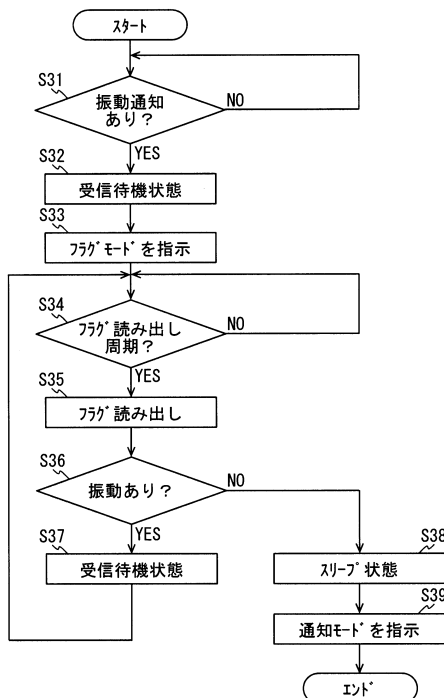 スタート
S31
振動通知
あり？
NO
YES
S32
受信待機状態
S33
フラグモードを指示
S34
フラグ読み出し
周期？
NO
YES
S35
フラグ読み出し
S36
振動あり？
NO
YES
S37
受信待機状態
S38
スリープ状態
S39
通知モードを指示
エンド